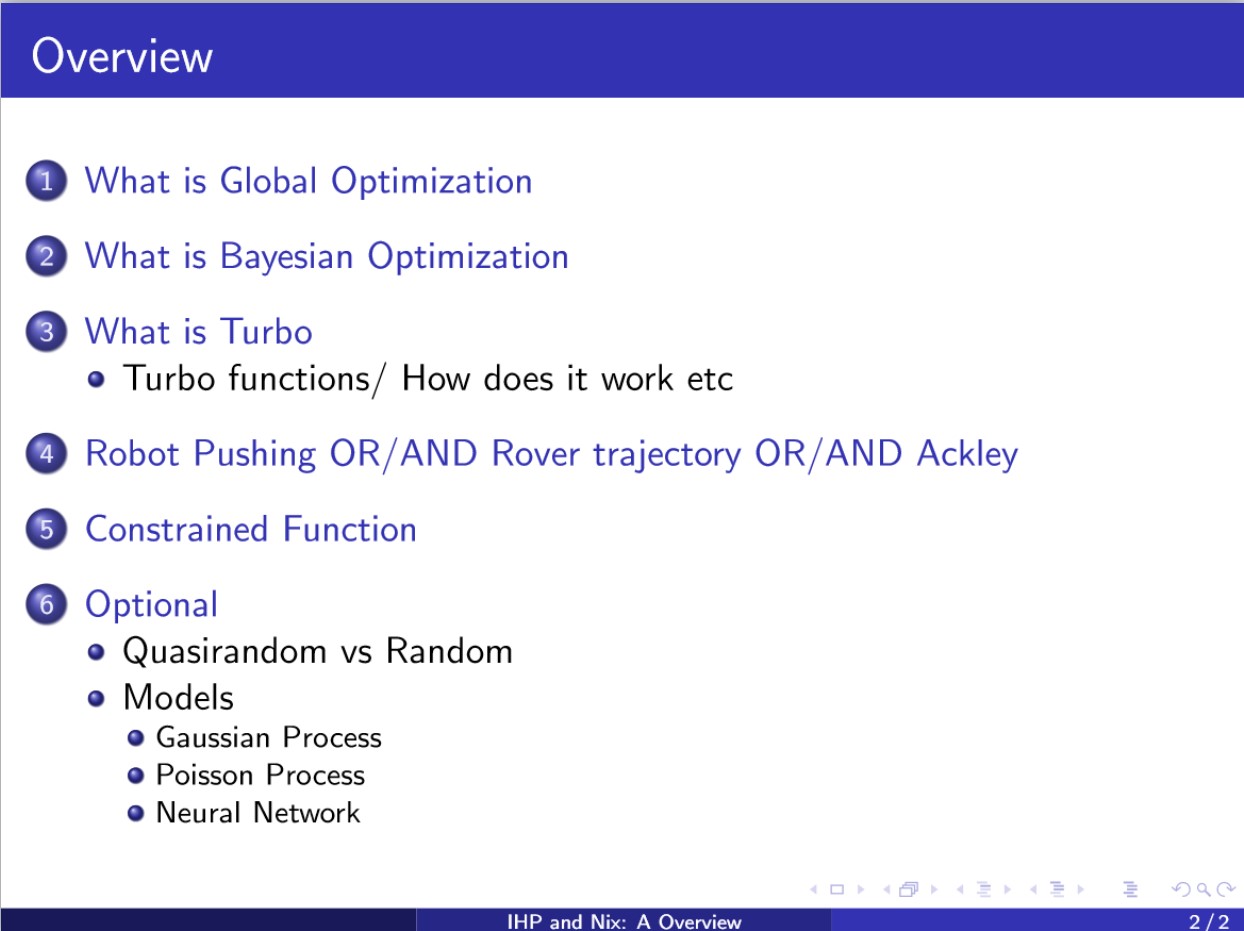 Overview
1 What is Global Optimization
2 What is Bayesian Optimization
3 What is Turbo
Turbo functions/ How does it work etc
4 Robot Pushing OR/AND Rover trajectory OR/AND Ackley
5 Constrained Function
6 Optional
Quasirandom vs Random
Models
Gaussian Process
Poisson Process
Neural Network
IHP and Nix: A Overview
2 / 2